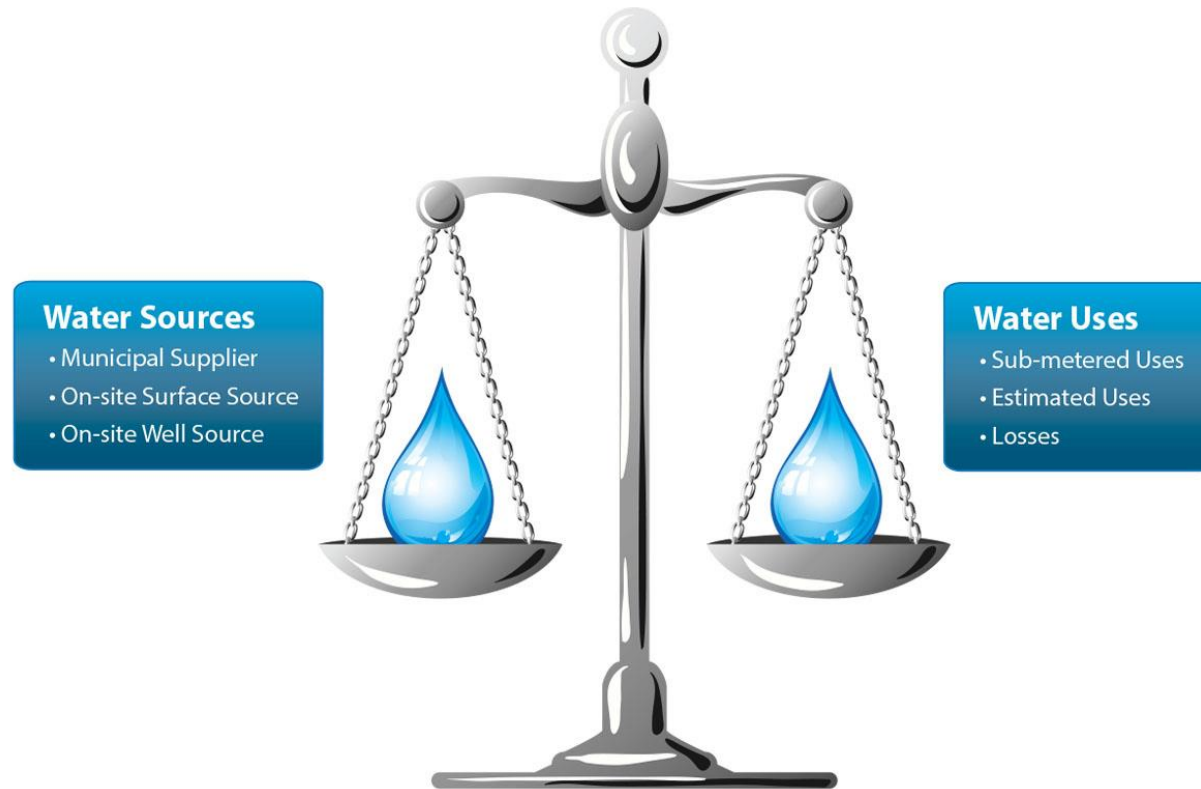 Water Sources
• Municipal Supplier
• On-site Surface Source
• On-site Well Source
Water Uses
• Sub-metered Uses
• Estimated Uses
• Losses